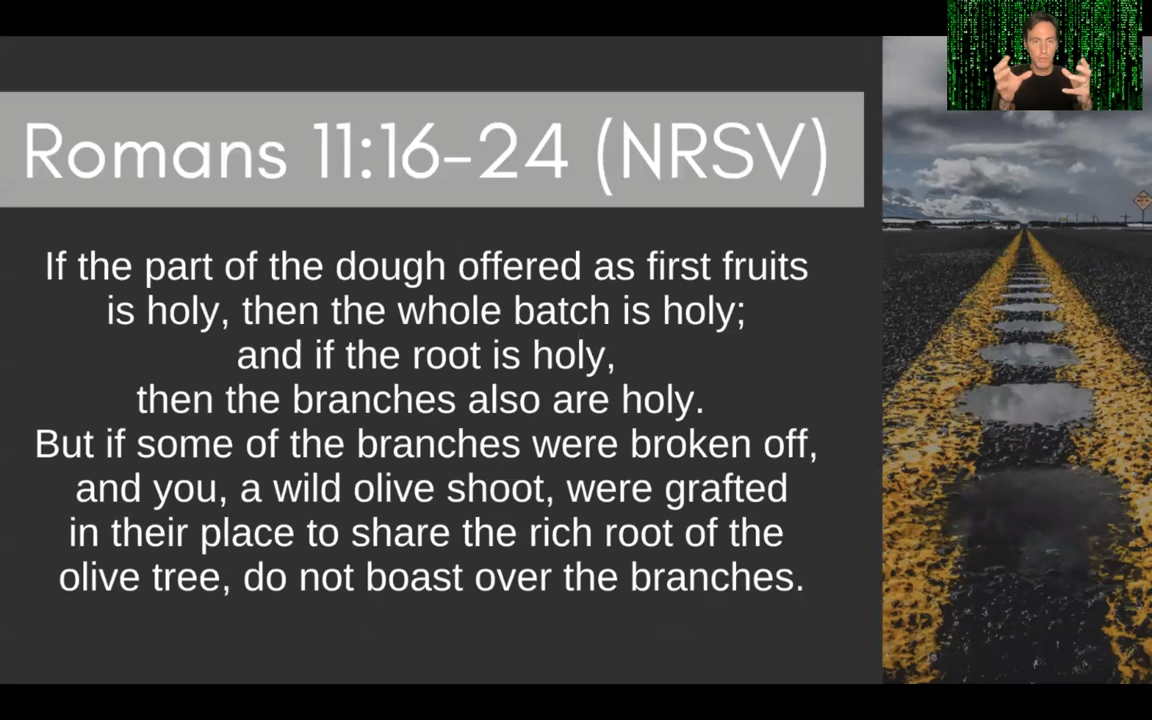 Romans 11:16-24 (NRSV)
If the part of the dough offered as first fruits
is holy, then the whole batch is holy;
and if the root is holy,
then the branches also are holy.
But if some of the branches were broken off,
and you, a wild olive shoot, were grafted
in their place to share the rich root of the
olive tree, do not boast over the branches.